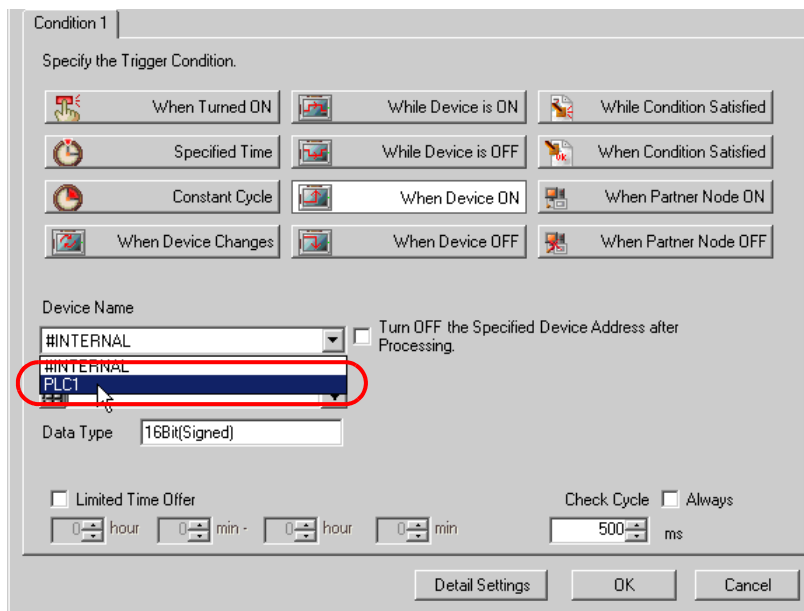 Condition 1
Specify the Trigger Condition.
When Turned ON While Device is ON While Condition Satisfied
Specified Time While Device is OFF When Condition Satisfied
Constant Cycle When Device ON When Partner Node ON
When Device Changes When Device OFF When Partner Node OFF
Device Name
Turn OFF the Specified Device Address after
#INTERNAL
Processing.
#INTERNAL
PLC1
Data Type 16Bit(Signed)
Limited Time Offer Check Cycle Always
0 hour 0 min - 0 hour 0 min 500 ms
Detail Settings OK Cancel